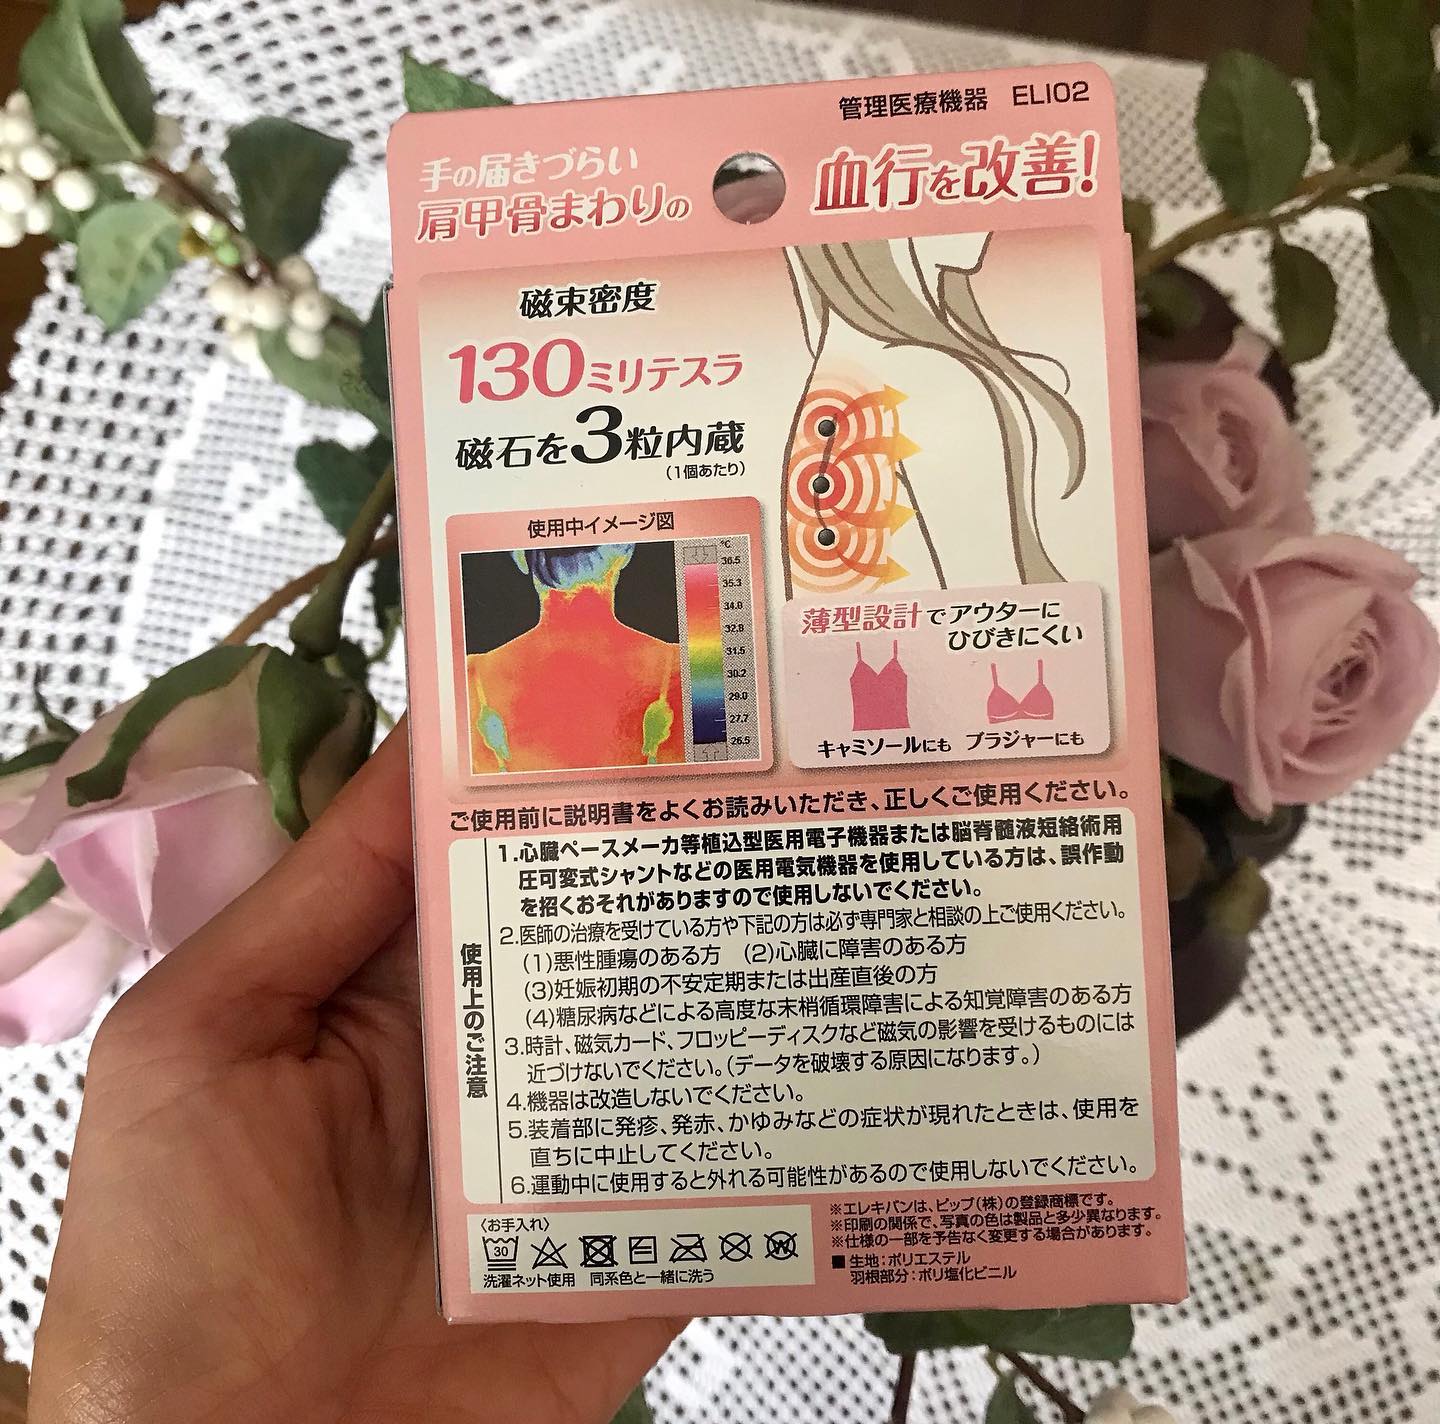 管理医療機器 ELI02
手の届きづらい
肩甲骨まわりの
血行を改善!
磁束密度
130ミリテスラ
磁石を3粒内蔵
(1個あたり)
使用中イメージ図
℃
36.5
35.3
34.0
32.8
31.5
30.2
29.0
27.7
26.5
薄型設計でアウターに
ひびきにくい
キャミソールにも ブラジャーにも
ご使用前に説明書をよくお読みいただき、正しくご使用ください。
使用上のご注意
1.心臓ペースメーカ等植込型医用電子機器または脳脊髄液短絡術用
圧可変式シャントなどの医用電気機器を使用している方は、誤作動
を招くおそれがありますので使用しないでください。
2.医師の治療を受けている方や下記の方は必ず専門家と相談の上ご使用ください。
(1)悪性腫瘍のある方 (2)心臓に障害のある方
(3)妊娠初期の不安定期または出産直後の方
(4)糖尿病などによる高度な末梢循環障害による知覚障害のある方
3.時計、磁気カード、フロッピーディスクなど磁気の影響を受けるものには
近づけないでください。(データを破壊する原因になります。)
4.機器は改造しないでください。
5.装着部に発疹、発赤、かゆみなどの症状が現れたときは、使用を
直ちに中止してください。
6.運動中に使用すると外れる可能性があるので使用しないでください。
〈お手入れ〉
30
W
洗濯ネット使用 同系色と一緒に洗う
※エレキバンは、ピップ(株)の登録商標です。
※印刷の関係で、写真の色は製品と多少異なります。
※仕様の一部を予告なく変更する場合があります。
■生地:ポリエステル
羽根部分:ポリ塩化ビニル